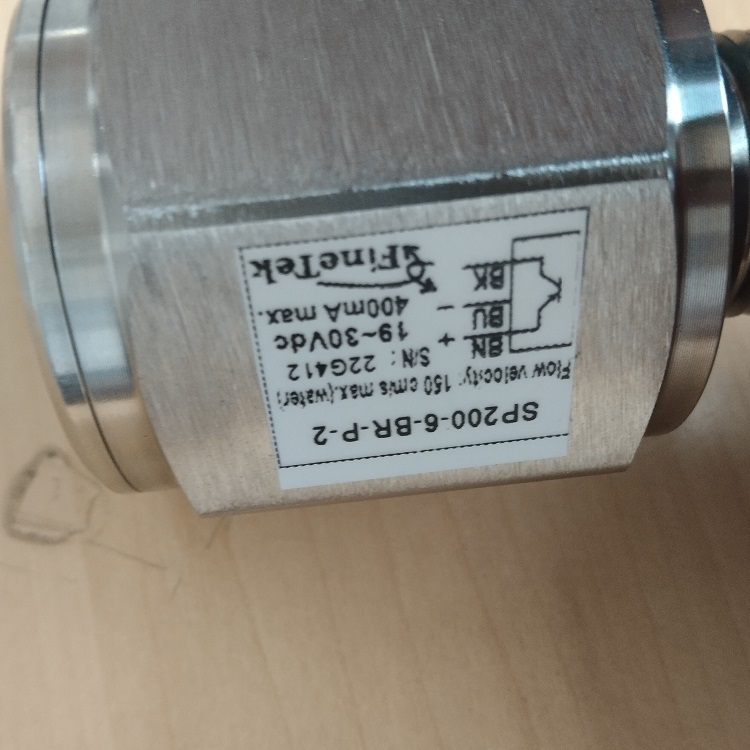 SP200-6-BR-P-2
Flow velocity: 150 cm/s max.(water)
BN + S/N : 22G412
BU - 19~30Vdc
BK 400mA max.
FineTek